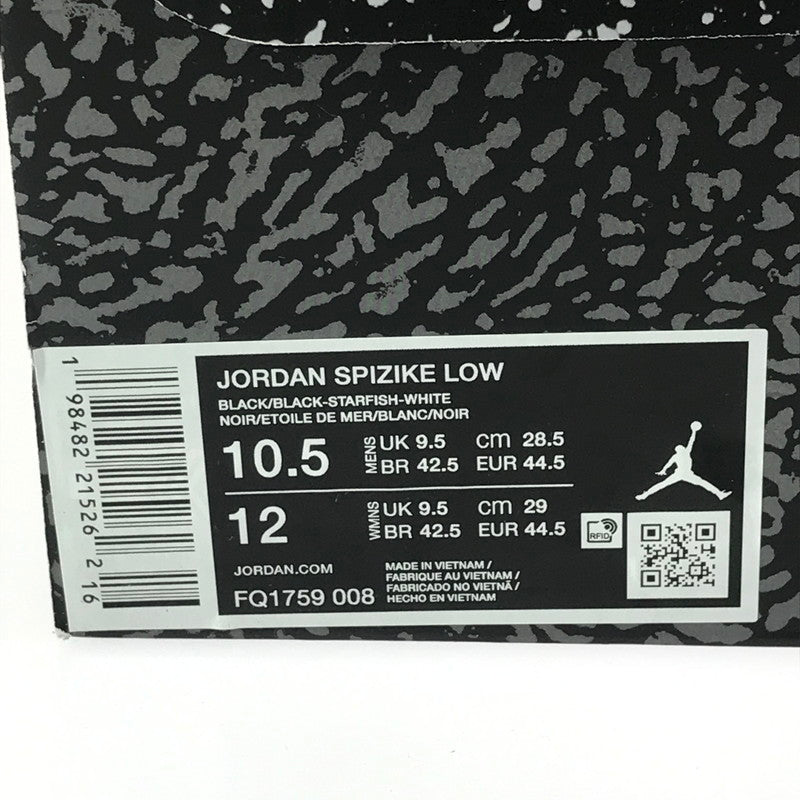 JORDAN SPIZIKE LOW
BLACK/BLACK-STARFISH-WHITE
NOIR/ETOILE DE MER/BLANC/NOIR
10.5 MENS UK 9.5 cm 28.5
BR 42.5 EUR 44.5
12 WMNS UK 9.5 cm 29
BR 42.5 EUR 44.5
RFID
JORDAN.COM
FQ1759 008
MADE IN VIETNAM /
FABRIQUE AU VIETNAM /
FABRICADO NO VIETNÃ /
HECHO EN VIETNAM
1 98482 21526 2 16